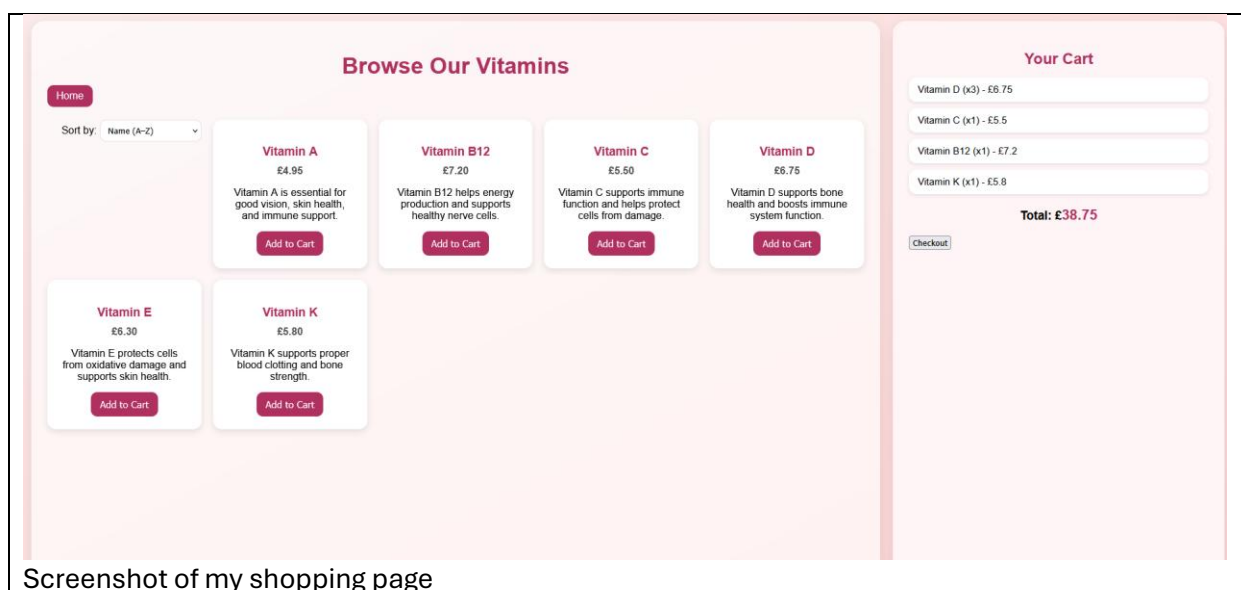 Browse Our Vitamins
Home
Sort by: Name (A–Z)
Vitamin A
£4.95
Vitamin A is essential for
good vision, skin health,
and immune support.
Add to Cart
Vitamin B12
£7.20
Vitamin B12 helps energy
production and supports
healthy nerve cells.
Add to Cart
Vitamin C
£5.50
Vitamin C supports immune
function and helps protect
cells from damage.
Add to Cart
Vitamin D
£6.75
Vitamin D supports bone
health and boosts immune
system function.
Add to Cart
Vitamin E
£6.30
Vitamin E protects cells
from oxidative damage and
supports skin health.
Add to Cart
Vitamin K
£5.80
Vitamin K supports proper
blood clotting and bone
strength.
Add to Cart
Your Cart
Vitamin D (x3) - £6.75
Vitamin C (x1) - £5.5
Vitamin B12 (x1) - £7.2
Vitamin K (x1) - £5.8
Total: £38.75
Checkout
Screenshot of my shopping page